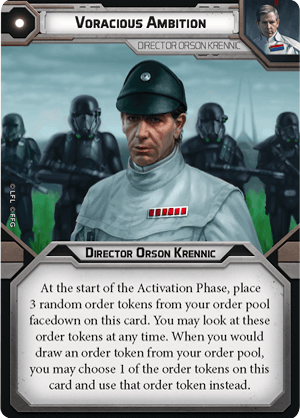 Voracious Ambition
Director Orson Krennic
©LFL ©FFG
Director Orson Krennic
At the start of the Activation Phase, place
3 random order tokens from your order pool
facedown on this card. You may look at these
order tokens at any time. When you would
draw an order token from your order pool,
you may choose 1 of the order tokens on this
card and use that order token instead.